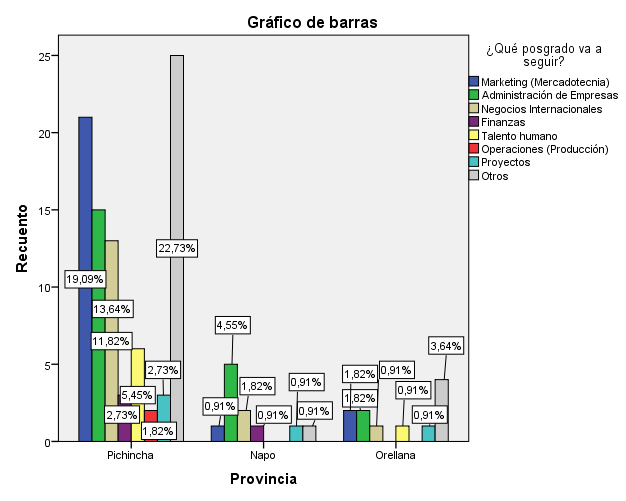 Gráfico de barras
¿Qué posgrado va a
seguir?
Marketing (Mercadotecnia)
Administración de Empresas
Negocios Internacionales
Finanzas
Talento humano
Operaciones (Producción)
Proyectos
Otros
Recuento
25
20
15
10
5
0
19,09%
13,64%
11,82%
2,73%
5,45%
1,82%
2,73%
22,73%
0,91%
4,55%
1,82%
0,91%
0,91%
0,91%
1,82%
1,82%
0,91%
0,91%
0,91%
3,64%
Pichincha
Napo
Orellana
Provincia